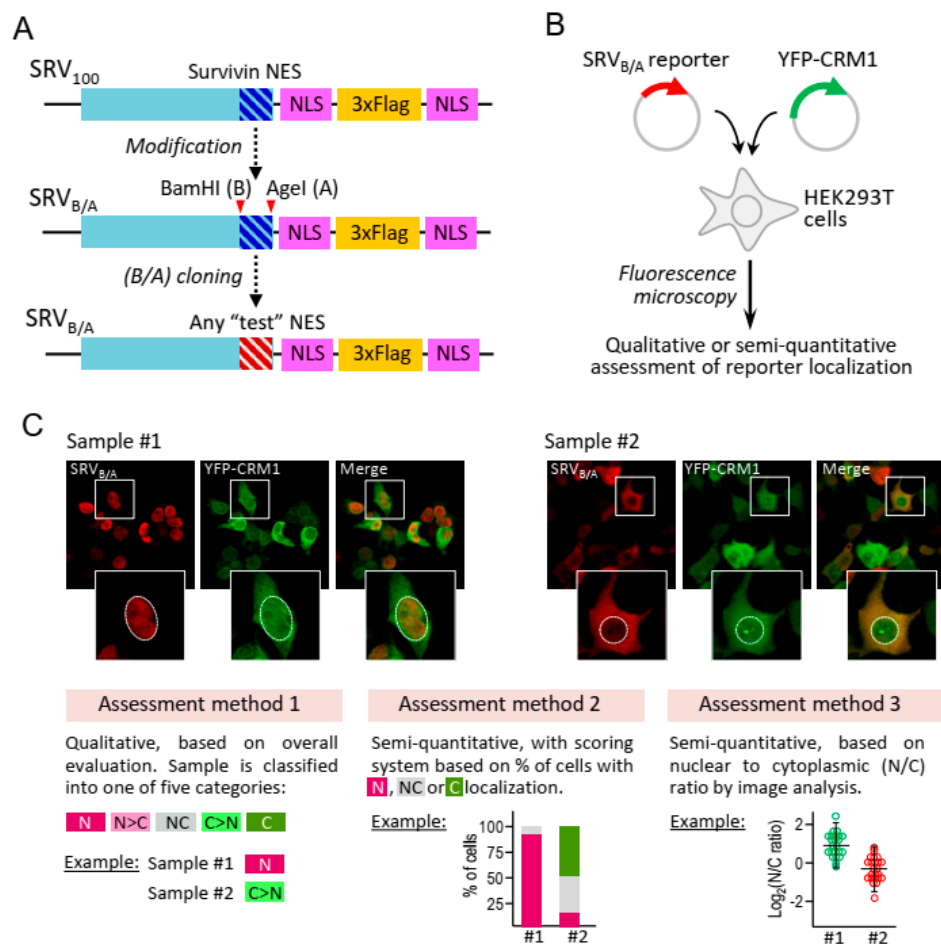 A
SRV100
Survivin NES
NLS
3xFlag
NLS
Modification
BamHI (B)
AgeI (A)
SRVB/A
NLS
3xFlag
NLS
(B/A) cloning
SRVB/A
Any “test” NES
NLS
3xFlag
NLS
B
SRVB/A reporter
YFP-CRM1
HEK293T
cells
Fluorescence
microscopy
Qualitative or semi-quantitative
assessment of reporter localization
C
Sample #1
SRVB/A
YFP-CRM1
Merge
Sample #2
SRVB/A
YFP-CRM1
Merge
Assessment method 1
Qualitative, based on overall
evaluation. Sample is classified
into one of five categories:
N
N>C
NC
C>N
C
Example:
Sample #1
N
Sample #2
C>N
Assessment method 2
Semi-quantitative, with scoring
system based on % of cells with
N, NC or C localization.
Example:
% of cells
100
75
50
25
#1
#2
Assessment method 3
Semi-quantitative, based on
nuclear to cytoplasmic (N/C)
ratio by image analysis.
Example:
Log2(N/C ratio)
2
0
-2
#1
#2